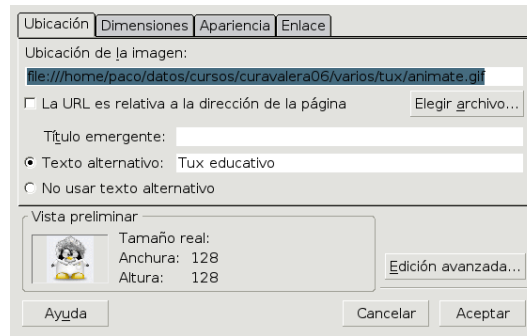 Ubicación Dimensiones Apariencia Enlace
Ubicación de la imagen:
file:///home/paco/datos/cursos/curavalera06/varios/tux/animate.gif
La URL es relativa a la dirección de la página Elegir archivo...
Título emergente:
Texto alternativo: Tux educativo
No usar texto alternativo
Vista preliminar
Tamaño real:
Anchura: 128
Altura: 128
Edición avanzada...
Ayuda Cancelar Aceptar